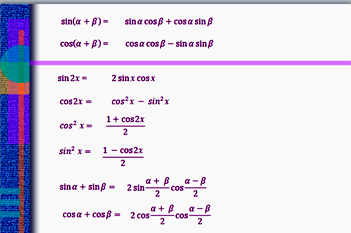 sin(α + β) = sin α cos β + cos α sin β
cos(α + β) = cos α cos β − sin α sin β
sin 2x = 2 sin x cos x
cos2x = cos²x − sin²x
cos² x = (1 + cos2x)/2
sin² x = (1 − cos2x)/2
sin α + sin β = 2 sin (α + β)/2 cos (α − β)/2
cos α + cos β = 2 cos (α + β)/2 cos (α − β)/2